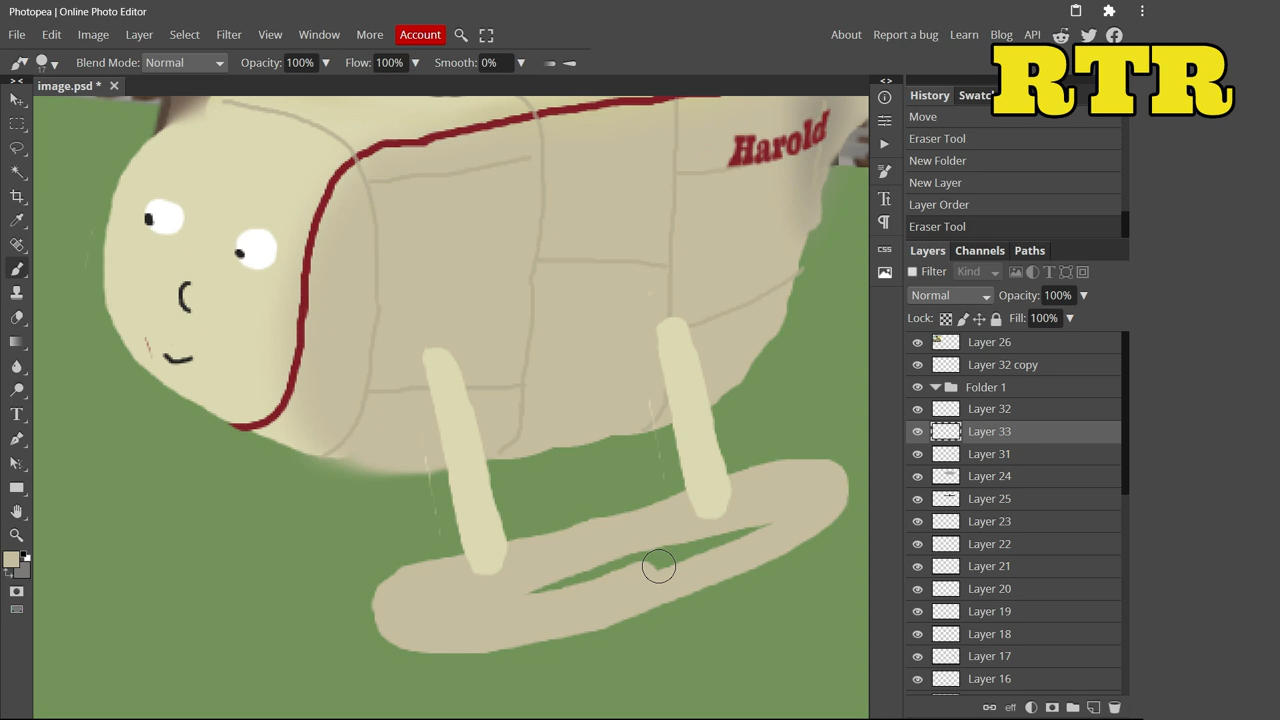 Photopea | Online Photo Editor
File Edit Image Layer Select Filter View Window More Account
About Report a bug Learn Blog API
RTR
17 Blend Mode: Normal Opacity: 100% Flow: 100% Smooth: 0%
image.psd *
History Swatc
Move
Eraser Tool
New Folder
New Layer
Layer Order
Eraser Tool
Harold
CSS
Layers Channels Paths
Filter Kind
Normal Opacity: 100%
Lock: Fill: 100%
Layer 26
Layer 32 copy
Folder 1
Layer 32
Layer 33
Layer 31
Layer 24
Layer 25
Layer 23
Layer 22
Layer 21
Layer 20
Layer 19
Layer 18
Layer 17
Layer 16
eff